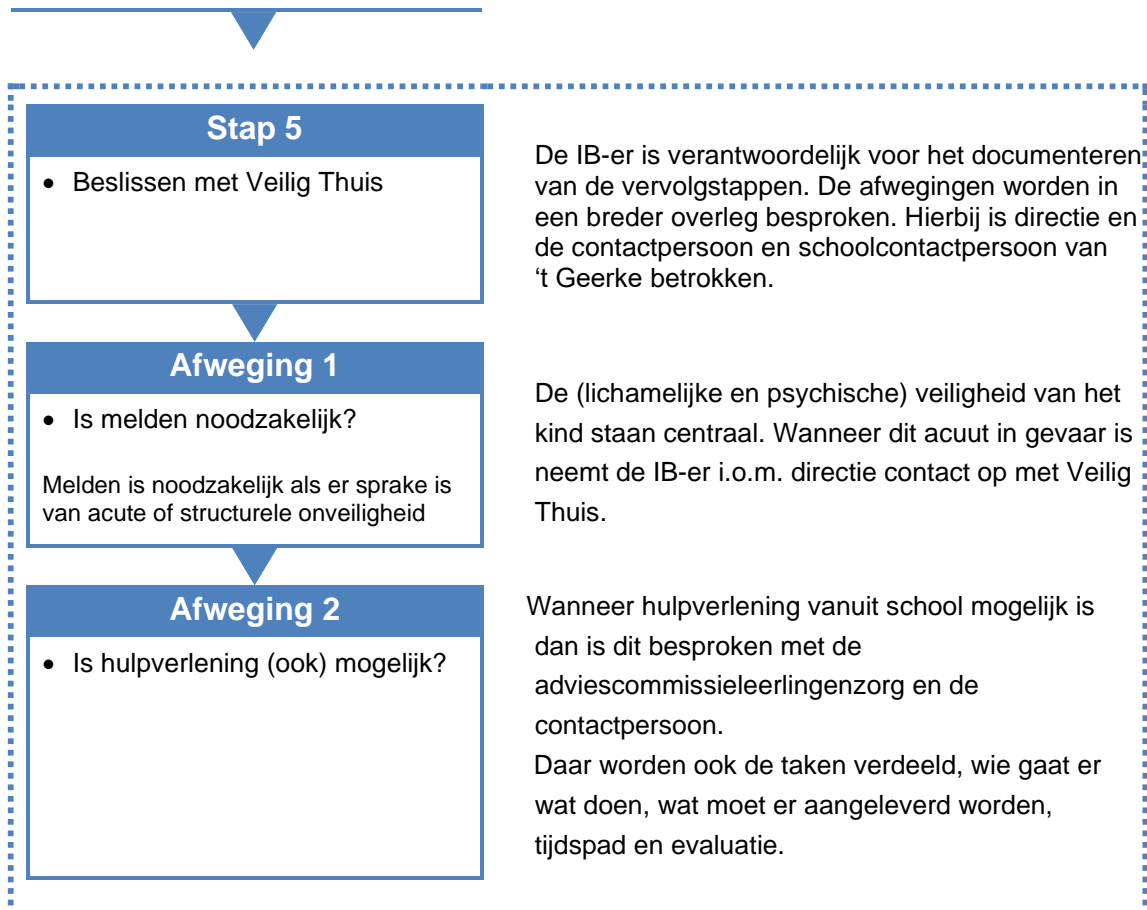 Stap 5
• Beslissen met Veilig Thuis
De IB-er is verantwoordelijk voor het documenteren
van de vervolgstappen. De afwegingen worden in
een breder overleg besproken. Hierbij is directie en
de contactpersoon en schoolcontactpersoon van
‘t Geerke betrokken.
Afweging 1
• Is melden noodzakelijk?
Melden is noodzakelijk als er sprake is
van acute of structurele onveiligheid
De (lichamelijke en psychische) veiligheid van het
kind staan centraal. Wanneer dit acuut in gevaar is
neemt de IB-er i.o.m. directie contact op met Veilig
Thuis.
Afweging 2
• Is hulpverlening (ook) mogelijk?
Wanneer hulpverlening vanuit school mogelijk is
dan is dit besproken met de
adviescommissieleerlingenzorg en de
contactpersoon.
Daar worden ook de taken verdeeld, wie gaat er
wat doen, wat moet er aangeleverd worden,
tijdspad en evaluatie.